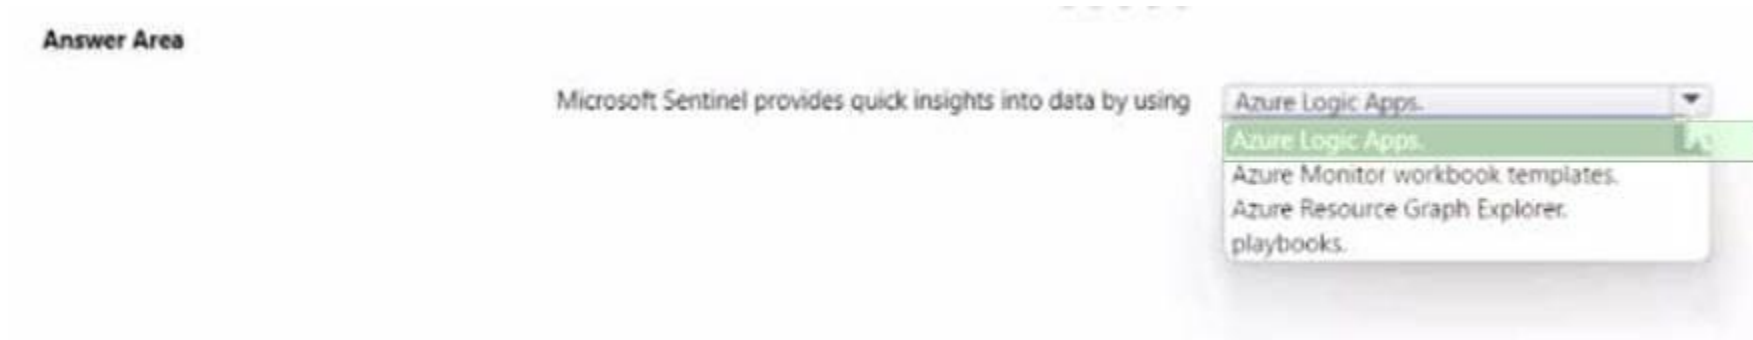 Answer Area
Microsoft Sentinel provides quick insights into data by using
Azure Logic Apps.
Azure Logic Apps.
Azure Monitor workbook templates.
Azure Resource Graph Explorer.
playbooks.